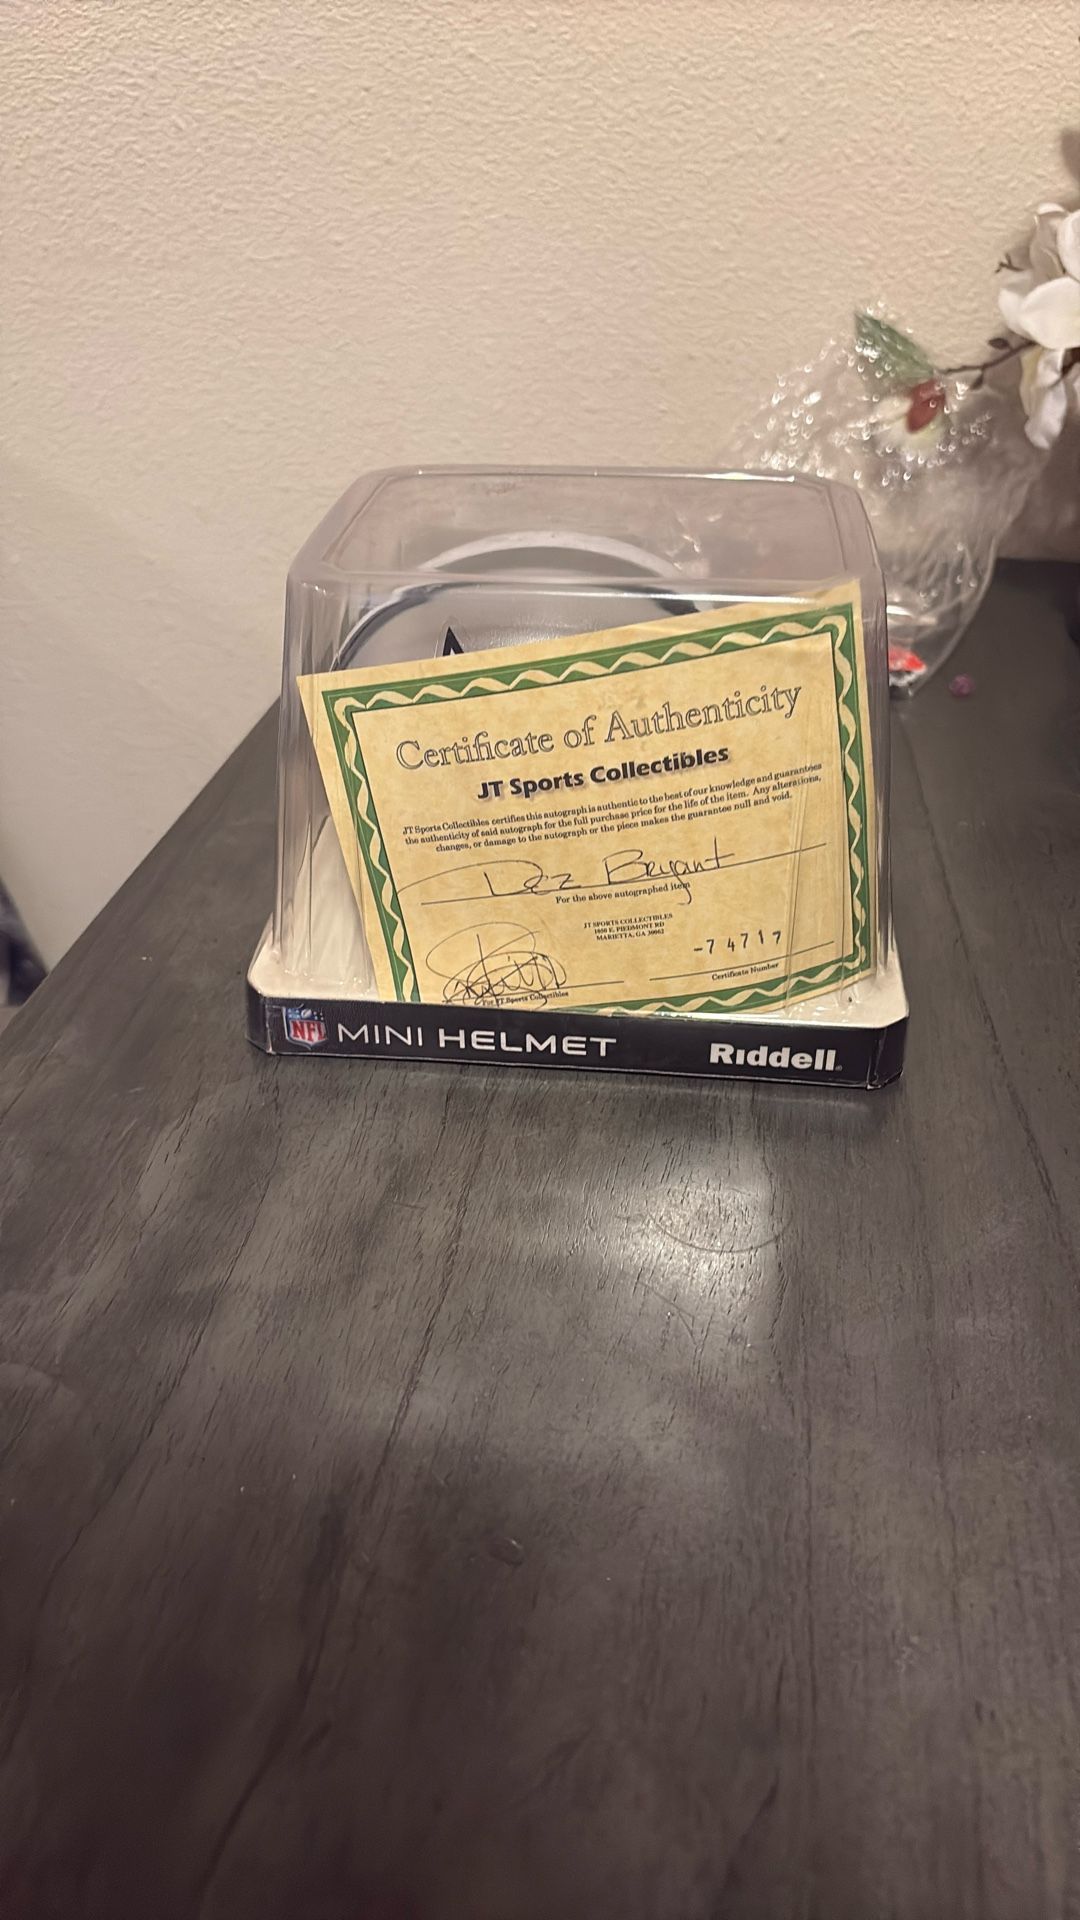 Certificate of Authenticity
JT Sports Collectibles
JT Sports Collectibles certifies this autograph is authentic to the best of our knowledge and guarantees
the authenticity of said autograph for the full purchase price for the life of the item. Any alterations,
changes, or damage to the autograph or the piece makes the guarantee null and void.
Dez Bryant
For the above autographed item
JT SPORTS COLLECTIBLES
1050 E. PIEDMONT RD
MARIETTA, GA 30062
-74717
For JT Sports Collectibles
Certificate Number
NFL MINI HELMET Riddell